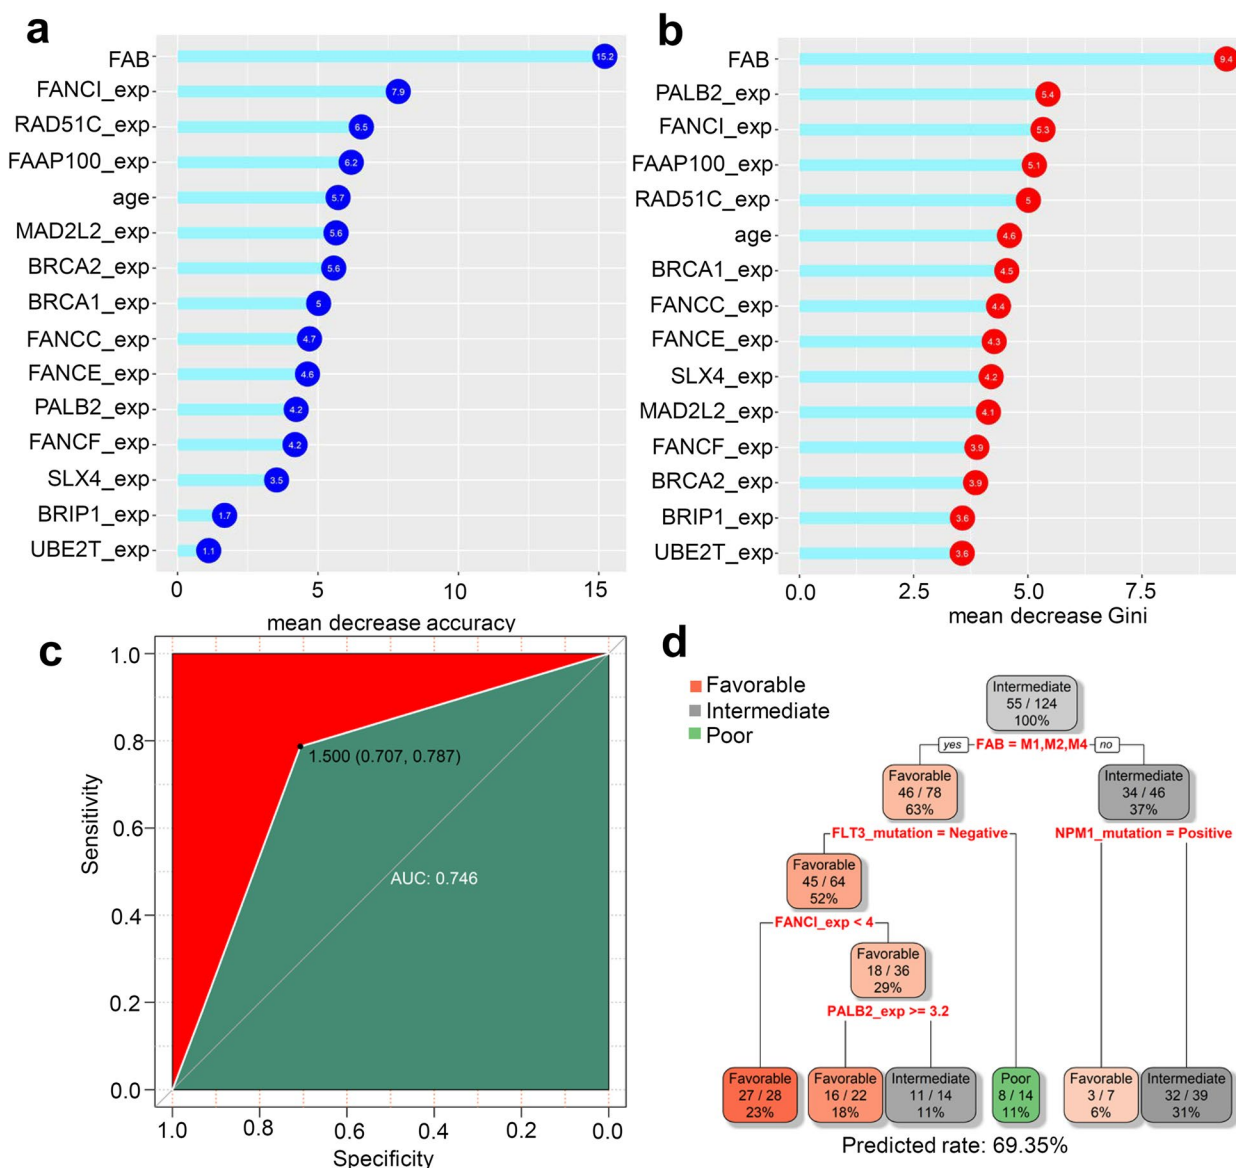 a
FAB 15.2
FANCI_exp 7.9
RAD51C_exp 6.5
FAAP100_exp 6.2
age 5.7
MAD2L2_exp 5.6
BRCA2_exp 5.6
BRCA1_exp 5
FANCC_exp 4.7
FANCE_exp 4.6
PALB2_exp 4.2
FANCF_exp 4.2
SLX4_exp 3.5
BRIP1_exp 1.7
UBE2T_exp 1.1
0 5 10 15
mean decrease accuracy
b
FAB 9.4
PALB2_exp 5.4
FANCI_exp 5.3
FAAP100_exp 5.1
RAD51C_exp 5
age 4.6
BRCA1_exp 4.5
FANCC_exp 4.4
FANCE_exp 4.3
SLX4_exp 4.2
MAD2L2_exp 4.1
FANCF_exp 3.9
BRCA2_exp 3.9
BRIP1_exp 3.6
UBE2T_exp 3.6
0.0 2.5 5.0 7.5
mean decrease Gini
c
Sensitivity
1.0
0.8
0.6
0.4
0.2
0.0
1.500 (0.707, 0.787)
AUC: 0.746
1.0 0.8 0.6 0.4 0.2 0.0
Specificity
d
Favorable
Intermediate
Poor
Intermediate
55 / 124
100%
yes FAB = M1,M2,M4 no
Favorable
46 / 78
63%
Intermediate
34 / 46
37%
FLT3_mutation = Negative
NPM1_mutation = Positive
Favorable
45 / 64
52%
FANCI_exp < 4
Favorable
18 / 36
29%
PALB2_exp >= 3.2
Favorable
27 / 28
23%
Favorable
16 / 22
18%
Intermediate
11 / 14
11%
Poor
8 / 14
11%
Favorable
3 / 7
6%
Intermediate
32 / 39
31%
Predicted rate: 69.35%